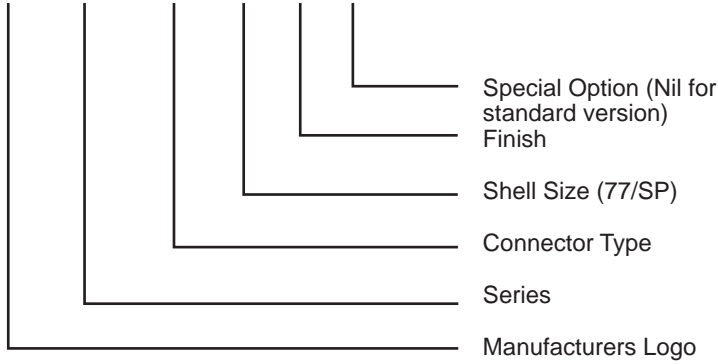 Special Option (Nil for
standard version)
Finish
Shell Size (77/SP)
Connector Type
Series
Manufacturers Logo